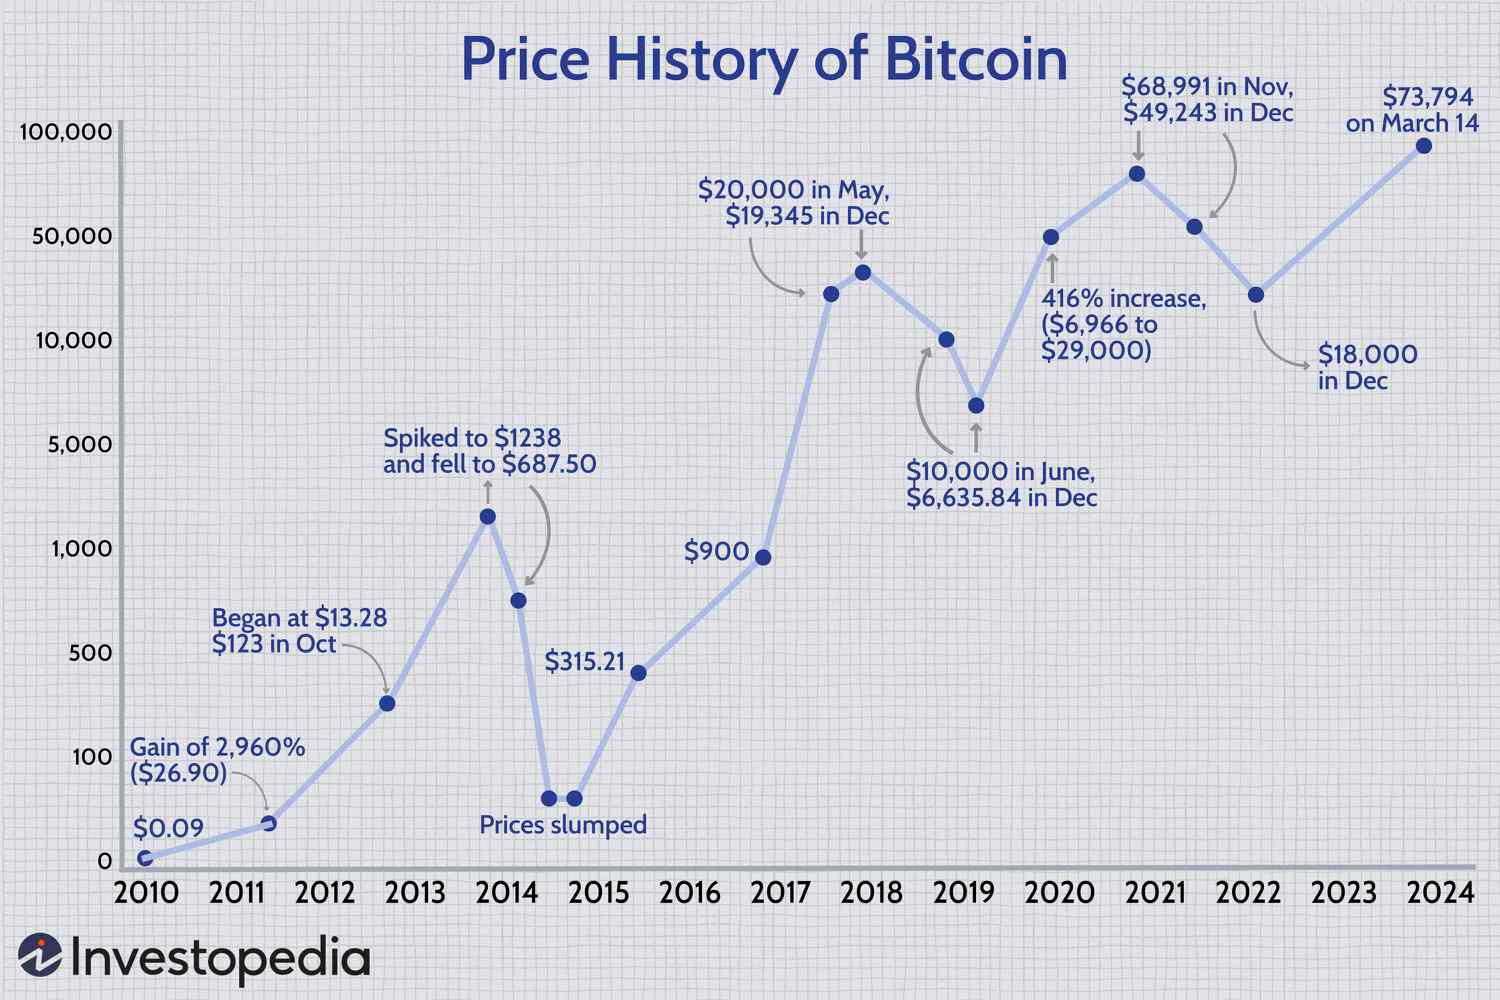 Price History of Bitcoin
$68,991 in Nov,
$49,243 in Dec
$73,794
on March 14
$20,000 in May,
$19,345 in Dec
416% increase,
($6,966 to
$29,000)
$18,000
in Dec
Spiked to $1238
and fell to $687.50
$10,000 in June,
$6,635.84 in Dec
$900
Began at $13.28
$123 in Oct
$315.21
Gain of 2,960%
($26.90)
$0.09
Prices slumped
100,000
50,000
10,000
5,000
1,000
500
100
0
2010 2011 2012 2013 2014 2015 2016 2017 2018 2019 2020 2021 2022 2023 2024
Investopedia